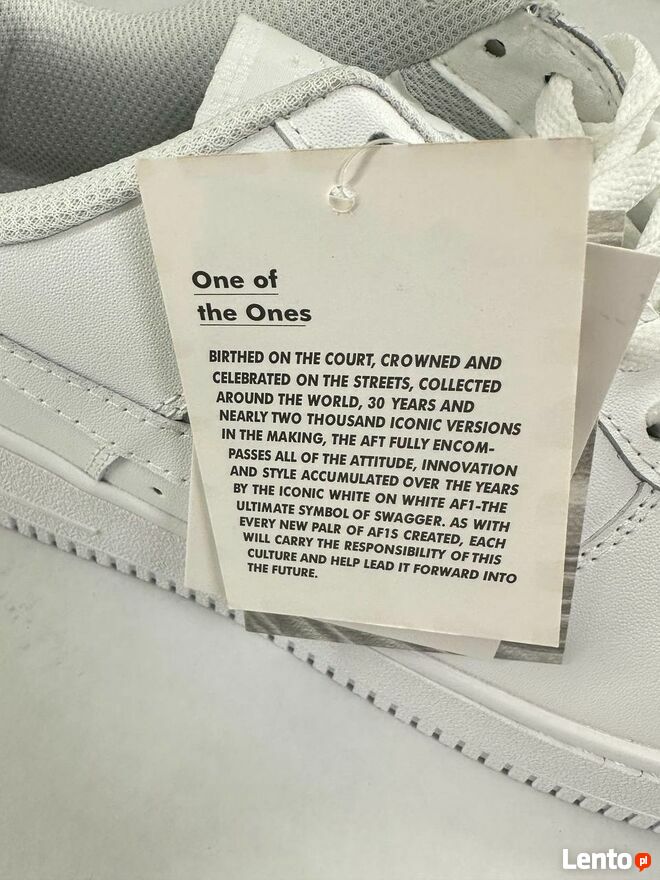 One of
the Ones
BIRTHED ON THE COURT, CROWNED AND
CELEBRATED ON THE STREETS, COLLECTED
AROUND THE WORLD, 30 YEARS AND
NEARLY TWO THOUSAND ICONIC VERSIONS
IN THE MAKING, THE AFT FULLY ENCOM-
PASSES ALL OF THE ATTITUDE, INNOVATION
AND STYLE ACCUMULATED OVER THE YEARS
BY THE ICONIC WHITE ON WHITE AF1-THE
ULTIMATE SYMBOL OF SWAGGER. AS WITH
EVERY NEW PALR OF AF1S CREATED, EACH
WILL CARRY THE RESPONSIBILITY OF THIS
CULTURE AND HELP LEAD IT FORWARD INTO
THE FUTURE.
Lento pl